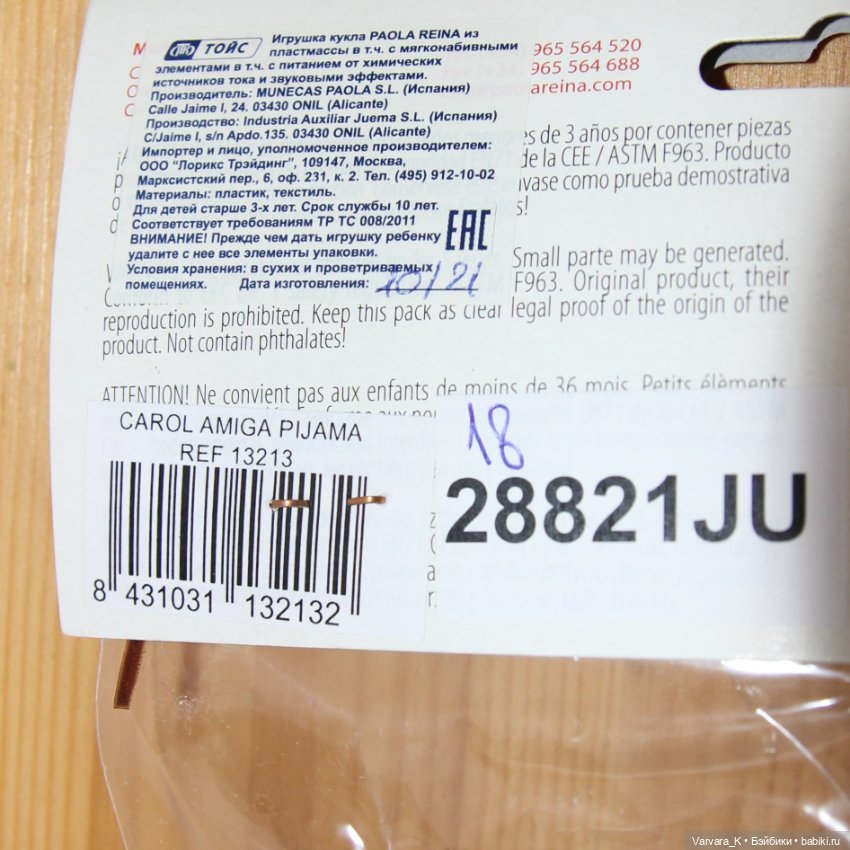 СТК ТОЙС
Игрушка кукла PAOLA REINA из
пластмассы в т.ч. с мягконабивными
элементами в т.ч. с питанием от химических
источников тока и звуковыми эффектами.
Производитель: MUNECAS PAOLA S.L. (Испания)
Calle Jaime I, 24. 03430 ONIL (Alicante)
Производство: Industria Auxiliar Juema S.L. (Испания)
C/Jaime I, s/n Apdo.135. 03430 ONIL (Alicante)
Импортер и лицо, уполномоченное производителем:
ООО "Лорикс Трэйдинг", 109147, Москва,
Марксистский пер., 6, оф. 231, к. 2. Тел. (495) 912-10-02
Материалы: пластик, текстиль.
Для детей старше 3-х лет. Срок службы 10 лет.
Соответствует требованиям ТР ТС 008/2011
ВНИМАНИЕ! Прежде чем дать игрушку ребенку
удалите с нее все элементы упаковки.
Условия хранения: в сухих и проветриваемых
помещениях. Дата изготовления: 10/21
EAC
965 564 520
965 564 688
reina.com
es de 3 años por contener piezas
de la CEE / ASTM F963. Producto
vase como prueba demostrativa
s!
Small parte may be generated.
F963. Original product, their
reproduction is prohibited. Keep this pack as clear legal proof of the origin of the
product. Not contain phthalates!
ATTENTION! Ne convient pas aux enfants de moins de 36 mois. Petits élèments
CAROL AMIGA PIJAMA
REF 13213
8 431031 132132
18
28821JU
Varvara_K • Бэйбики • babiki.ru